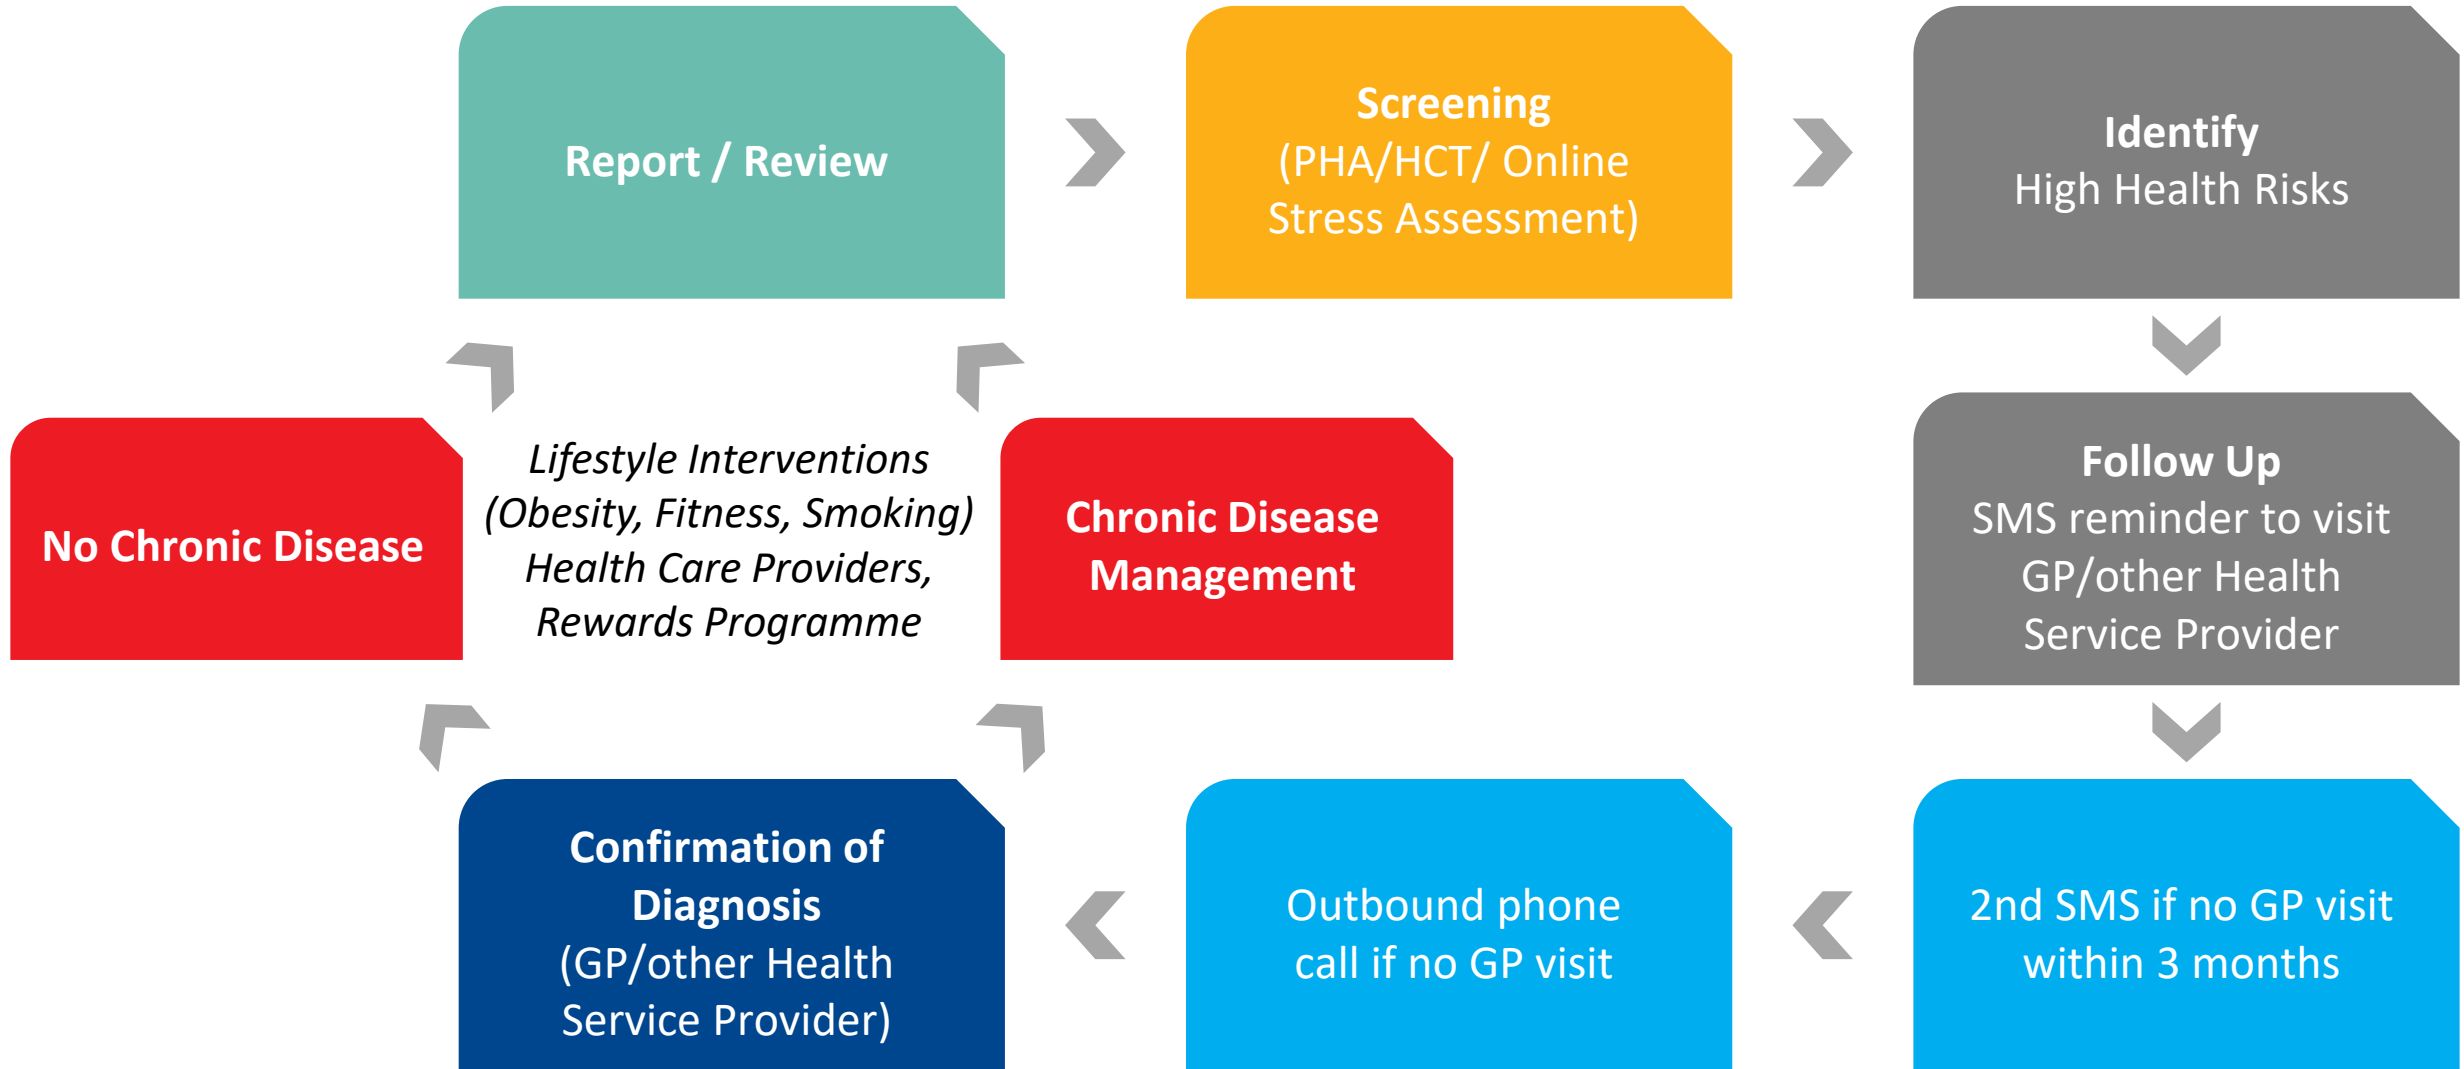 Report / Review
Screening
(PHA/HCT/ Online
Stress Assessment)
Identify
High Health Risks
No Chronic Disease
Lifestyle Interventions
(Obesity, Fitness, Smoking)
Health Care Providers,
Rewards Programme
Chronic Disease
Management
Follow Up
SMS reminder to visit
GP/other Health
Service Provider
Confirmation of
Diagnosis
(GP/other Health
Service Provider)
Outbound phone
call if no GP visit
2nd SMS if no GP visit
within 3 months